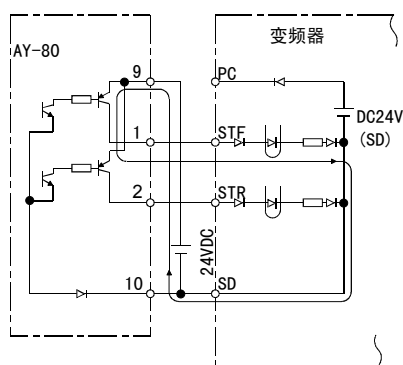 变频器
AY-80
9
PC
DC24V
(SD)
1
STF
2
STR
24VDC
10
SD